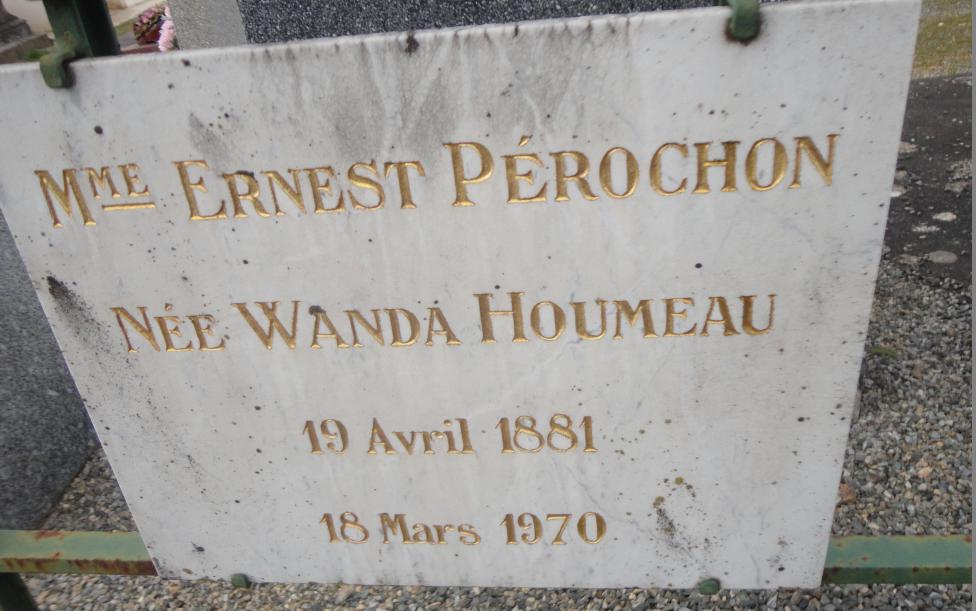 Mme Ernest Pérochon
Née Wanda Houmeau
19 Avril 1881
18 Mars 1970